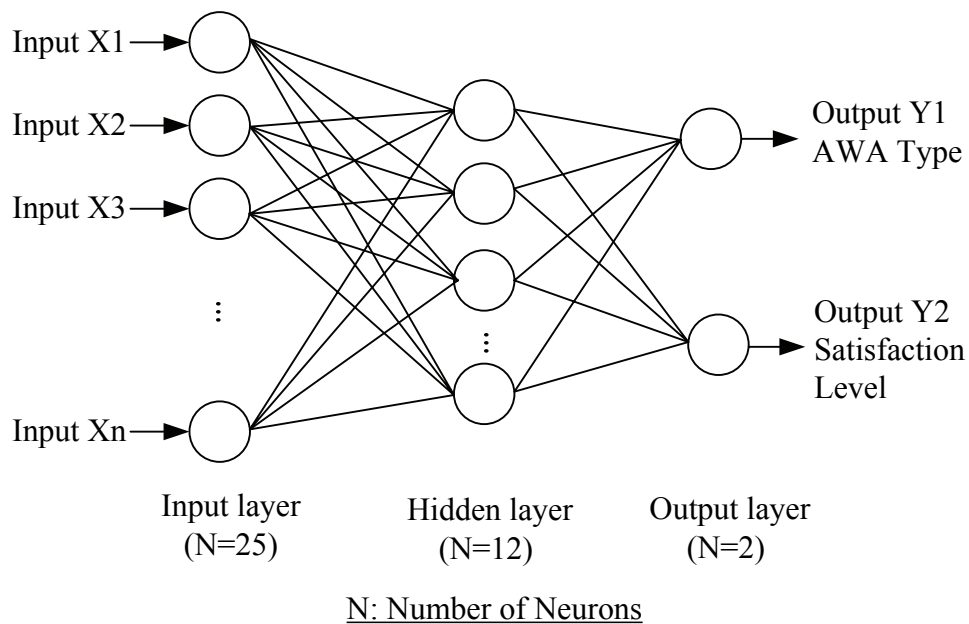 Input X1
Input X2
Input X3
...
Input Xn
...
Output Y1
AWA Type
Output Y2
Satisfaction
Level
Input layer
(N=25)
Hidden layer
(N=12)
Output layer
(N=2)
N: Number of Neurons